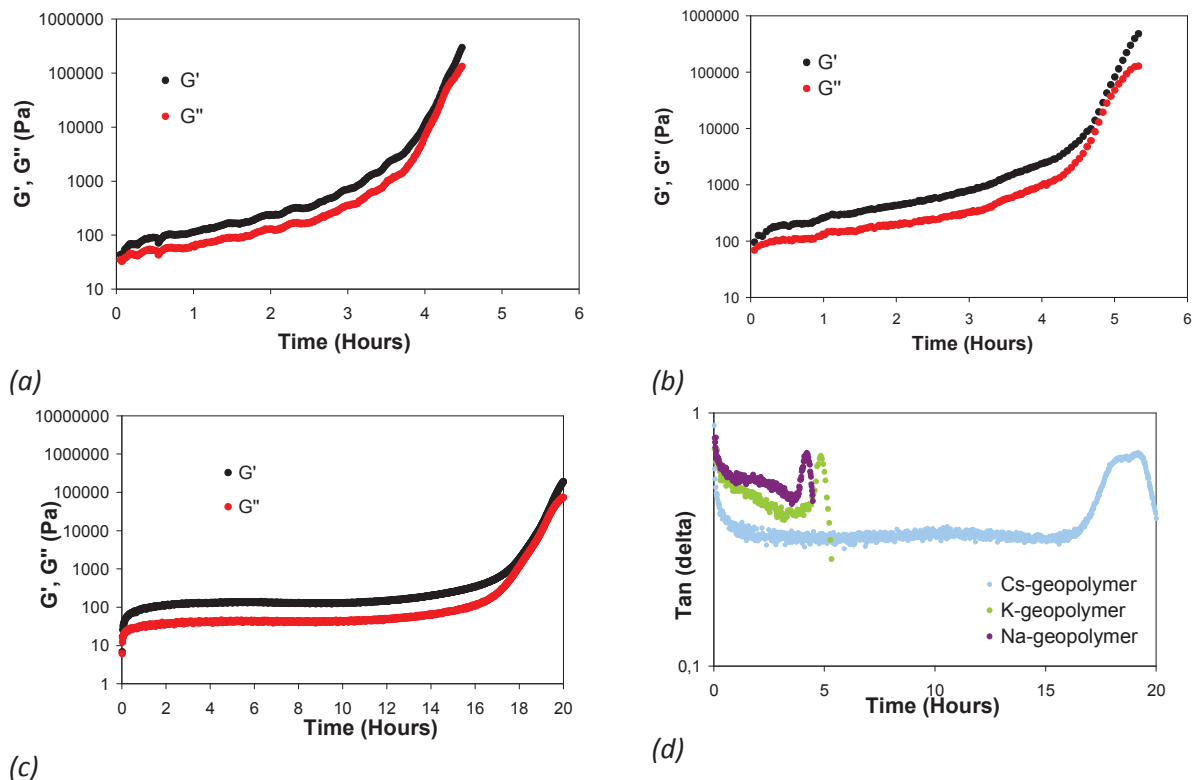 1000000
100000
10000
1000
100
10
G', G'' (Pa)
G'
G''
0 1 2 3 4 5 6
Time (Hours)
(a)
1000000
100000
10000
1000
100
10
G', G'' (Pa)
G'
G''
0 1 2 3 4 5 6
Time (Hours)
(b)
10000000
1000000
100000
10000
1000
100
10
1
G', G'' (Pa)
G'
G''
0 2 4 6 8 10 12 14 16 18 20
Time (Hours)
(c)
1
0,1
Tan (delta)
Cs-geopolymer
K-geopolymer
Na-geopolymer
0 5 10 15 20
Time (Hours)
(d)